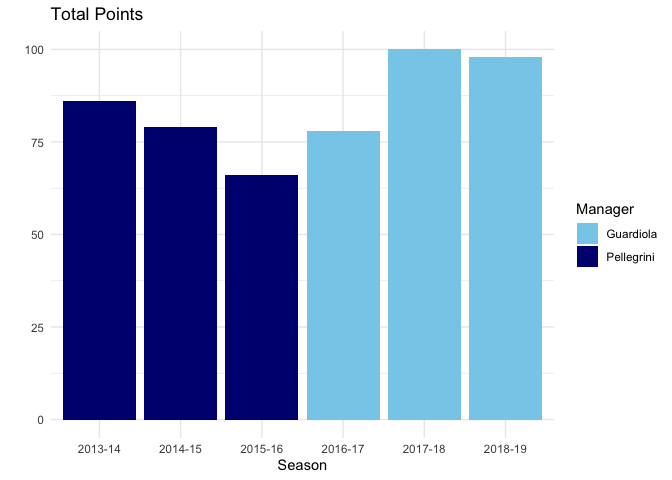 Total Points
100
75
50
25
0
2013-14 2014-15 2015-16 2016-17 2017-18 2018-19
Season
Manager
Guardiola
Pellegrini